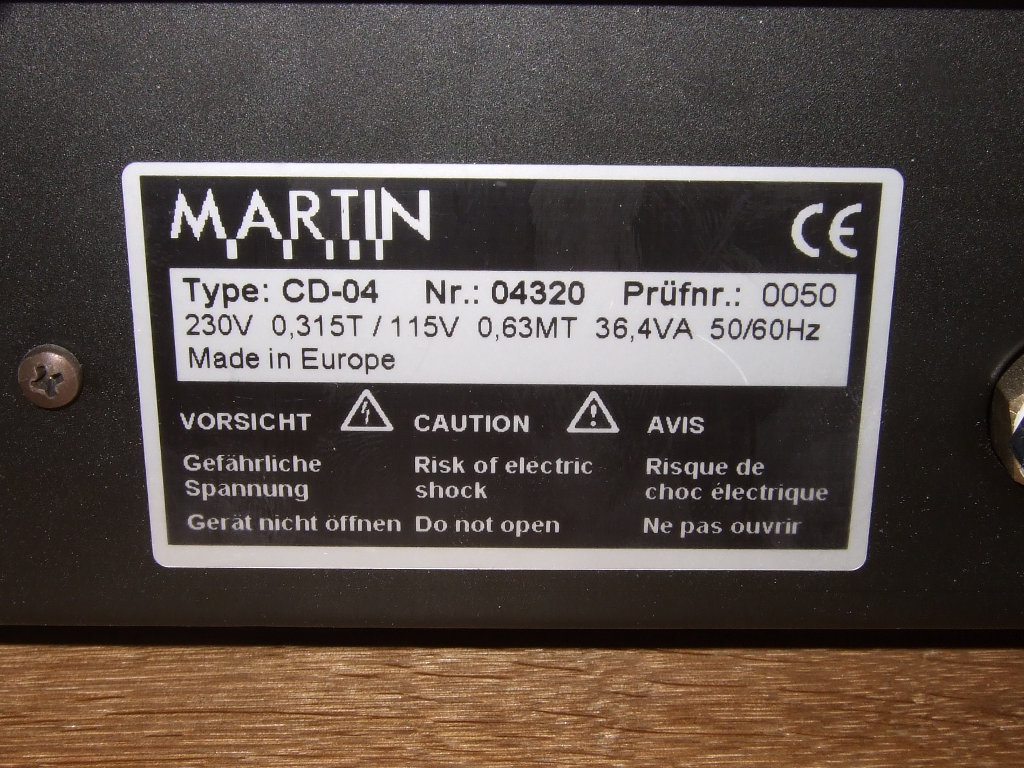 MARTIN CE
Type: CD-04 Nr.: 04320 Prüfnr.: 0050
230V 0,315T / 115V 0,63MT 36,4VA 50/60Hz
Made in Europe
VORSICHT CAUTION AVIS
Gefährliche Risk of electric Risque de
Spannung shock choc électrique
Gerät nicht öffnen Do not open Ne pas ouvrir